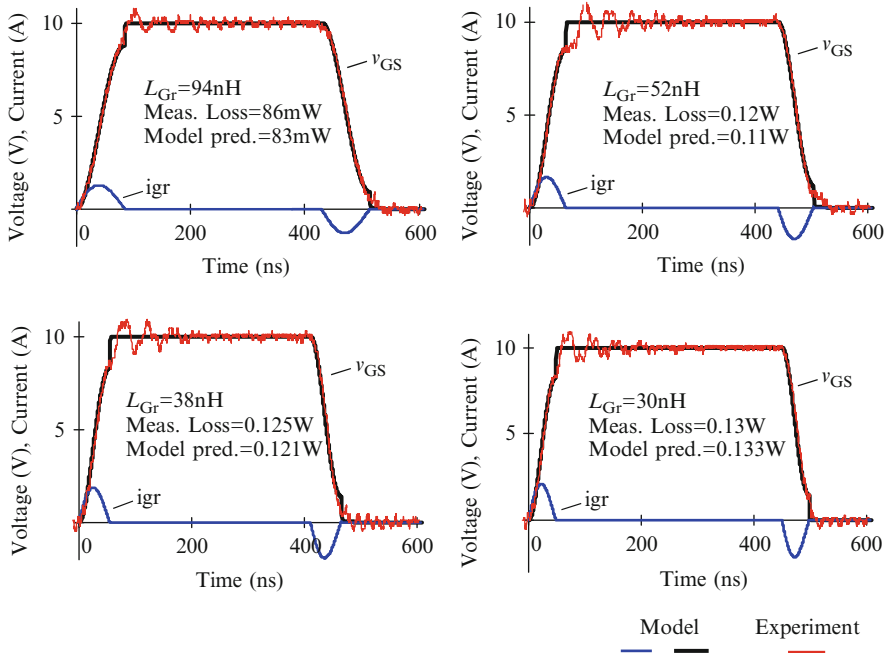 Voltage (V), Current (A)
10
5
v_GS
L_Gr=94nH
Meas. Loss=86mW
Model pred.=83mW
igr
0
200
400
600
Time (ns)
Voltage (V), Current (A)
10
5
v_GS
L_Gr=52nH
Meas. Loss=0.12W
Model pred.=0.11W
igr
0
200
400
600
Time (ns)
Voltage (V), Current (A)
10
5
v_GS
L_Gr=38nH
Meas. Loss=0.125W
Model pred.=0.121W
igr
0
200
400
600
Time (ns)
Voltage (V), Current (A)
10
5
v_GS
L_Gr=30nH
Meas. Loss=0.13W
Model pred.=0.133W
igr
0
200
400
600
Time (ns)
Model Experiment